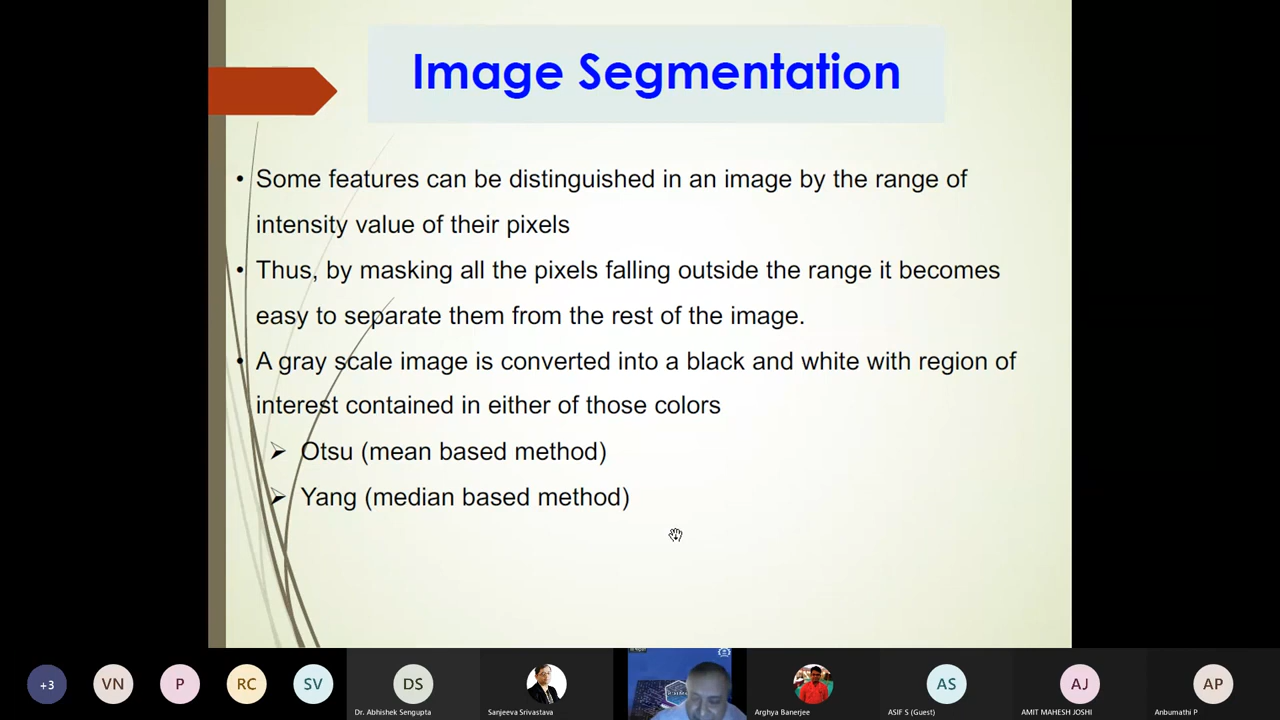 Image Segmentation
• Some features can be distinguished in an image by the range of
intensity value of their pixels
• Thus, by masking all the pixels falling outside the range it becomes
easy to separate them from the rest of the image.
• A gray scale image is converted into a black and white with region of
interest contained in either of those colors
➢ Otsu (mean based method)
➢ Yang (median based method)
+3
VN
P
RC
SV
DS
Dr. Abhishek Sengupta
Sanjeeva Srivastava
Arghya Banerjee
AS
ASIF S (Guest)
AJ
AMIT MAHESH JOSHI
AP
Anbumathi P